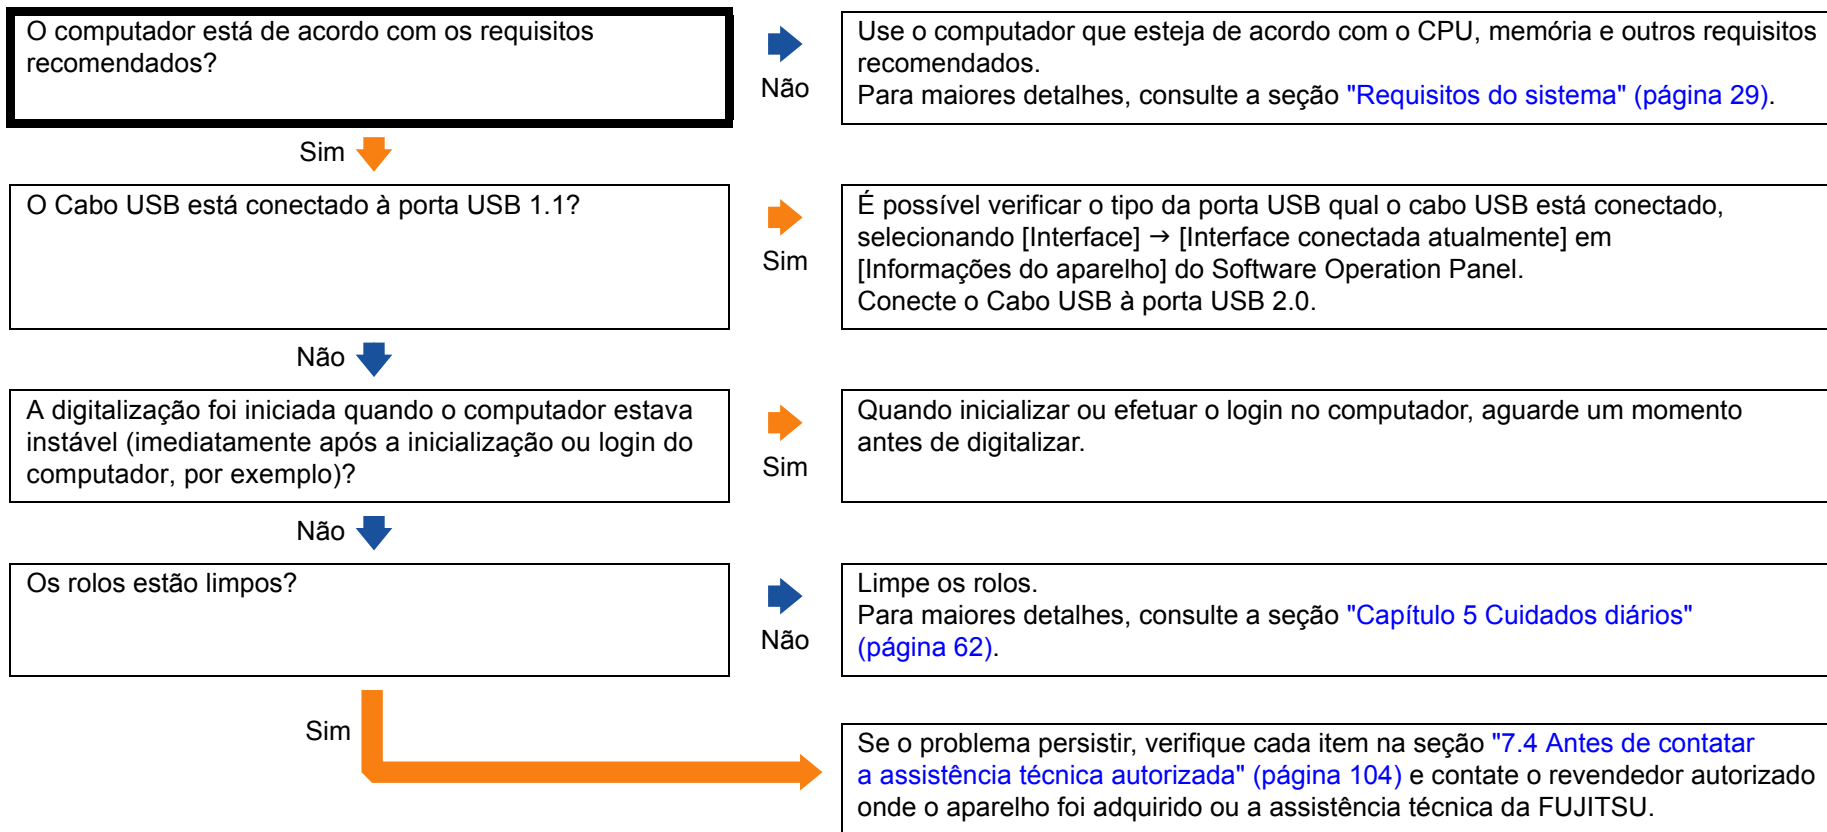 O computador está de acordo com os requisitos
recomendados?
Não
Use o computador que esteja de acordo com o CPU, memória e outros requisitos
recomendados.
Para maiores detalhes, consulte a seção "Requisitos do sistema" (página 29).
Sim
O Cabo USB está conectado à porta USB 1.1?
Sim
É possível verificar o tipo da porta USB qual o cabo USB está conectado,
selecionando [Interface] → [Interface conectada atualmente] em
[Informações do aparelho] do Software Operation Panel.
Conecte o Cabo USB à porta USB 2.0.
Não
A digitalização foi iniciada quando o computador estava
instável (imediatamente após a inicialização ou login do
computador, por exemplo)?
Sim
Quando inicializar ou efetuar o login no computador, aguarde um momento
antes de digitalizar.
Não
Os rolos estão limpos?
Não
Limpe os rolos.
Para maiores detalhes, consulte a seção "Capítulo 5 Cuidados diários"
(página 62).
Sim
Se o problema persistir, verifique cada item na seção "7.4 Antes de contatar
a assistência técnica autorizada" (página 104) e contate o revendedor autorizado
onde o aparelho foi adquirido ou a assistência técnica da FUJITSU.